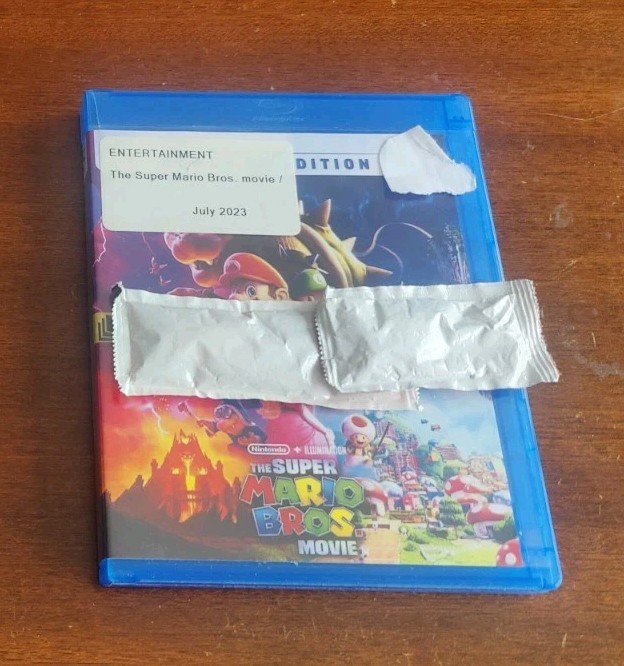 ENTERTAINMENT
DITION
The Super Mario Bros. movie /
July 2023
Nintendo + ILLUMINATION
THE SUPER
MARIO
BROS
MOVIE